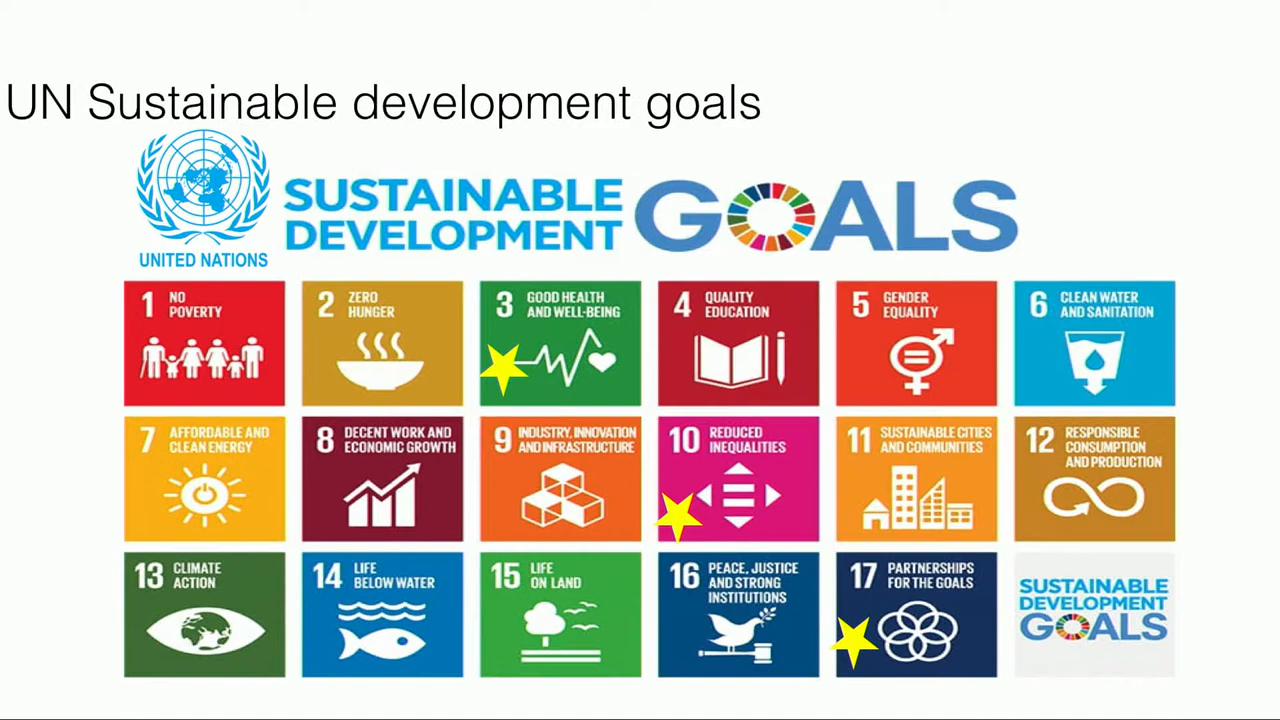 UN Sustainable development goals
SUSTAINABLE
DEVELOPMENT
GOALS
UNITED NATIONS
1 NO
POVERTY
2 ZERO
HUNGER
3 GOOD HEALTH
AND WELL-BEING
4 QUALITY
EDUCATION
5 GENDER
EQUALITY
6 CLEAN WATER
AND SANITATION
7 AFFORDABLE AND
CLEAN ENERGY
8 DECENT WORK AND
ECONOMIC GROWTH
9 INDUSTRY, INNOVATION
AND INFRASTRUCTURE
10 REDUCED
INEQUALITIES
11 SUSTAINABLE CITIES
AND COMMUNITIES
12 RESPONSIBLE
CONSUMPTION
AND PRODUCTION
13 CLIMATE
ACTION
14 LIFE
BELOW WATER
15 LIFE
ON LAND
16 PEACE, JUSTICE
AND STRONG
INSTITUTIONS
17 PARTNERSHIPS
FOR THE GOALS
SUSTAINABLE
DEVELOPMENT
GOALS